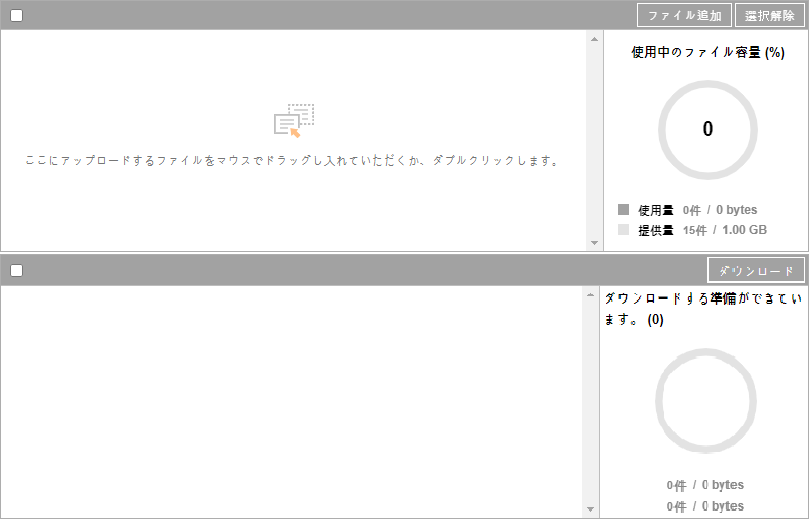 ファイル追加 選択解除
使用中のファイル容量 (%)
0
ここにアップロードするファイルをマウスでドラッグし入れていただくか、ダブルクリックします。
使用量 0件 / 0 bytes
提供量 15件 / 1.00 GB
ダウンロード
ダウンロードする準備ができてい
ます。 (0)
0件 / 0 bytes
0件 / 0 bytes